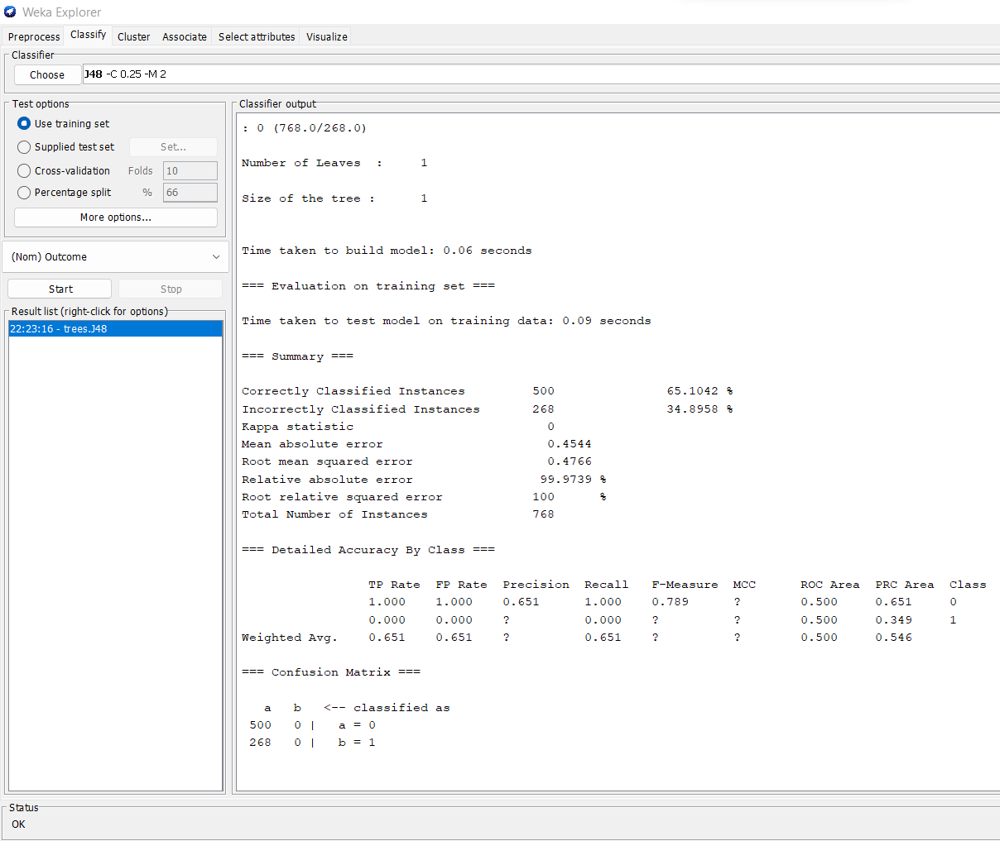 Weka Explorer
Preprocess Classify Cluster Associate Select attributes Visualize
Classifier
Choose J48 -C 0.25 -M 2
Test options
Use training set
Supplied test set Set...
Cross-validation Folds 10
Percentage split % 66
More options...
(Nom) Outcome
Start Stop
Result list (right-click for options)
22:23:16 - trees.J48
Classifier output
: 0 (768.0/268.0)
Number of Leaves : 1
Size of the tree : 1
Time taken to build model: 0.06 seconds
=== Evaluation on training set ===
Time taken to test model on training data: 0.09 seconds
=== Summary ===
Correctly Classified Instances 500 65.1042 %
Incorrectly Classified Instances 268 34.8958 %
Kappa statistic 0
Mean absolute error 0.4544
Root mean squared error 0.4766
Relative absolute error 99.9739 %
Root relative squared error 100 %
Total Number of Instances 768
=== Detailed Accuracy By Class ===
TP Rate FP Rate Precision Recall F-Measure MCC ROC Area PRC Area Class
1.000 1.000 0.651 1.000 0.789 ? 0.500 0.651 0
0.000 0.000 ? 0.000 ? ? 0.500 0.349 1
Weighted Avg. 0.651 0.651 ? 0.651 ? ? 0.500 0.546
=== Confusion Matrix ===
a b <-- classified as
500 0 | a = 0
268 0 | b = 1
Status
OK